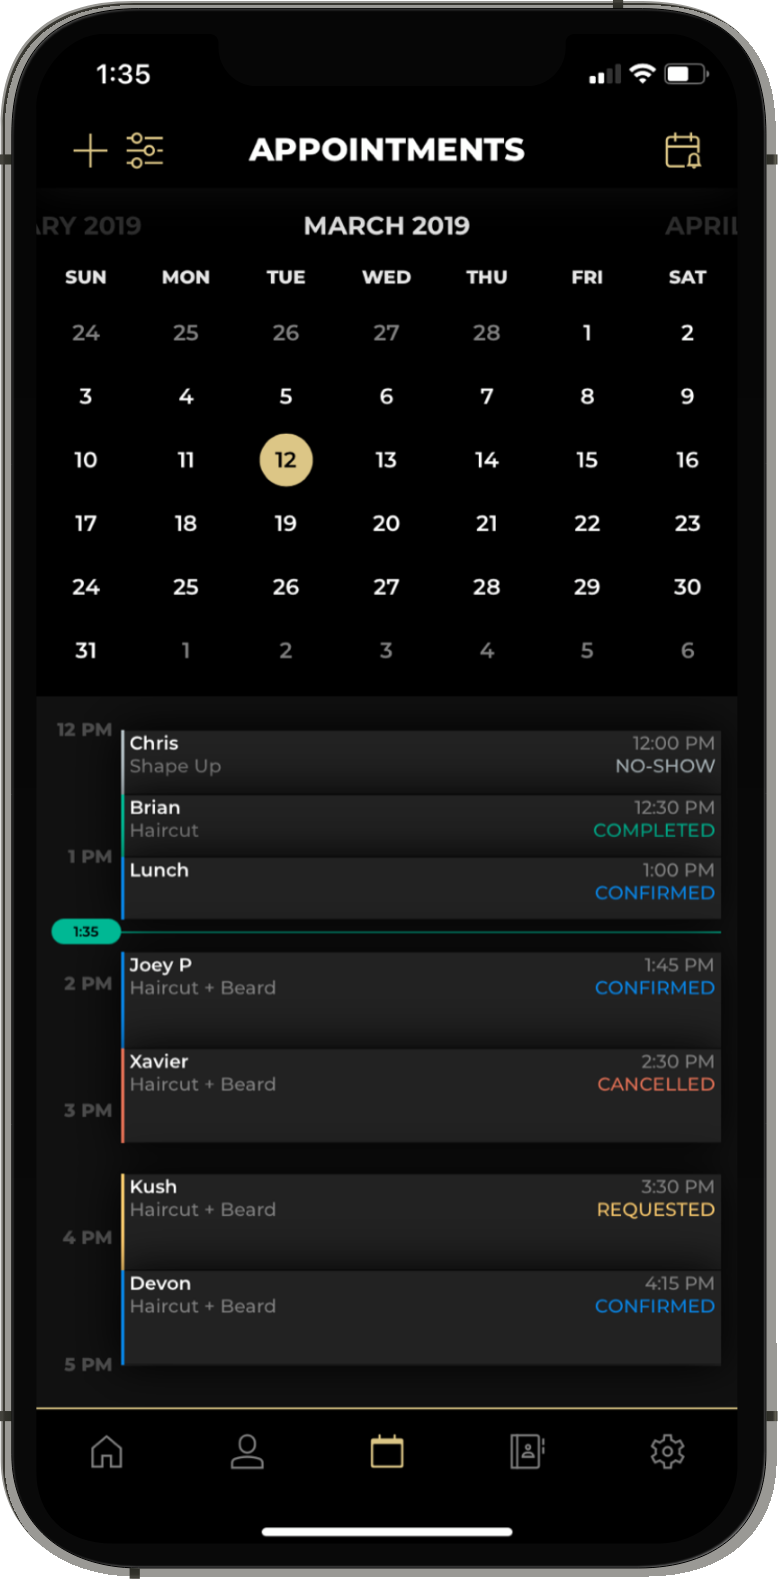 1:35
APPOINTMENTS
ARY 2019 MARCH 2019 APRIL
SUN MON TUE WED THU FRI SAT
24 25 26 27 28 1 2
3 4 5 6 7 8 9
10 11 12 13 14 15 16
17 18 19 20 21 22 23
24 25 26 27 28 29 30
31 1 2 3 4 5 6
12 PM
Chris 12:00 PM
Shape Up NO-SHOW
Brian 12:30 PM
Haircut COMPLETED
1 PM
Lunch 1:00 PM
CONFIRMED
1:35
Joey P 1:45 PM
2 PM Haircut + Beard CONFIRMED
Xavier 2:30 PM
Haircut + Beard CANCELLED
3 PM
Kush 3:30 PM
Haircut + Beard REQUESTED
4 PM
Devon 4:15 PM
Haircut + Beard CONFIRMED
5 PM